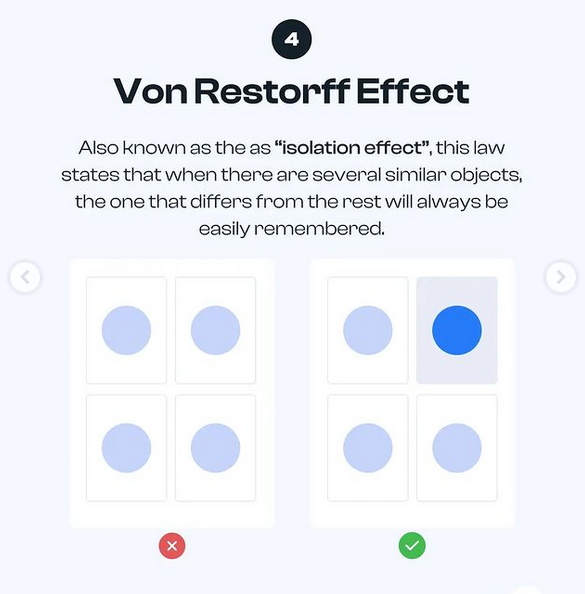 4
Von Restorff Effect
Also known as the as “isolation effect”, this law
states that when there are several similar objects,
the one that differs from the rest will always be
easily remembered.